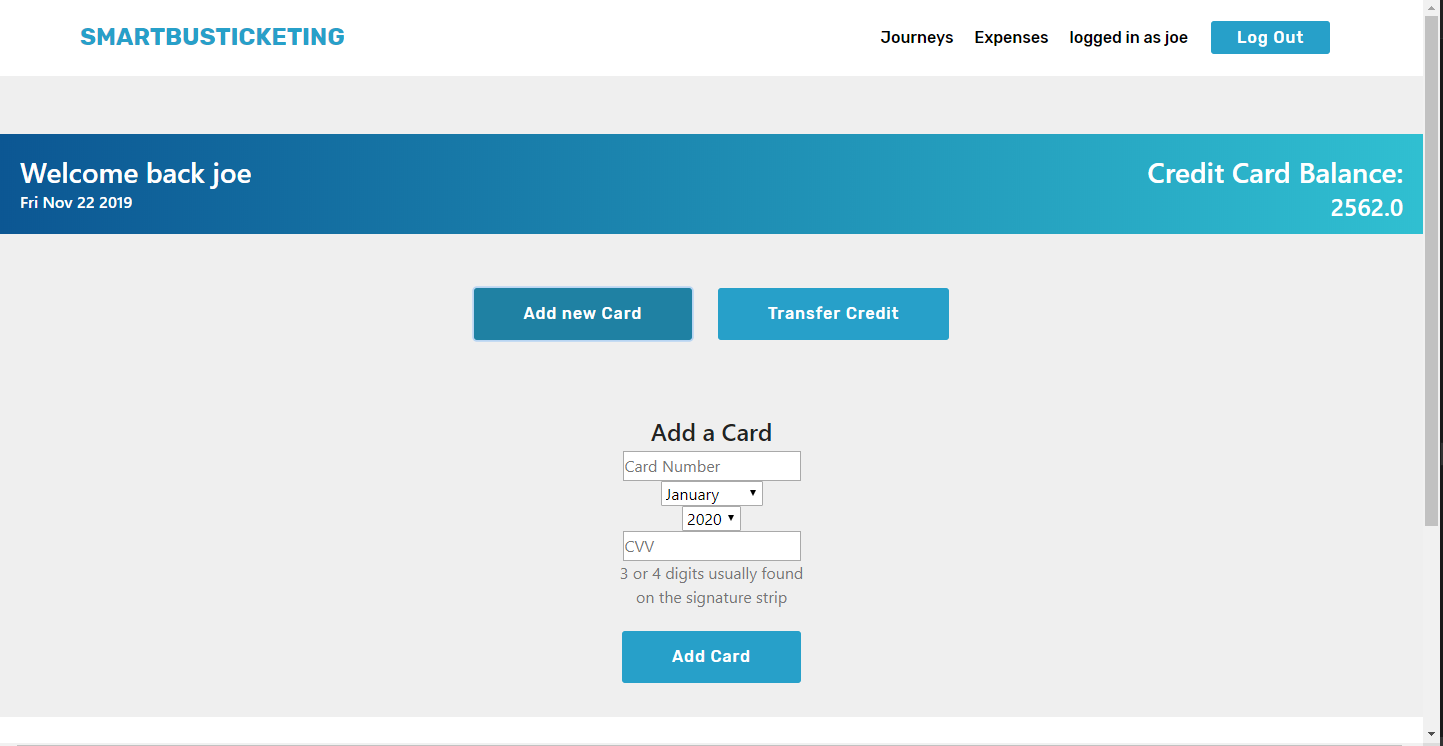 SMARTBUSTICKETING
Journeys Expenses logged in as joe Log Out
Welcome back joe
Fri Nov 22 2019
Credit Card Balance:
2562.0
Add new Card
Transfer Credit
Add a Card
Card Number
January
2020
CVV
3 or 4 digits usually found
on the signature strip
Add Card